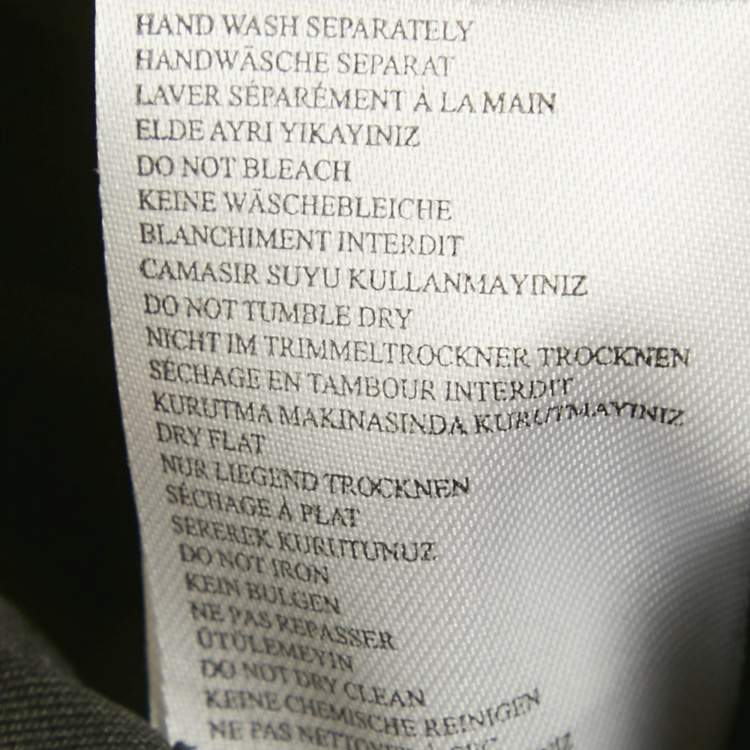 HAND WASH SEPARATELY
HANDWÄSCHE SEPARAT
LAVER SÉPARÉMENT À LA MAIN
ELDE AYRI YIKAYINIZ
DO NOT BLEACH
KEINE WÄSCHEBLEICHE
BLANCHIMENT INTERDIT
CAMASIR SUYU KULLANMAYINIZ
DO NOT TUMBLE DRY
NICHT IM TRIMMELTROCKNER TROCKNEN
SÉCHAGE EN TAMBOUR INTERDIT
KURUTMA MAKINASINDA KURUTMAYINIZ
DRY FLAT
NUR LIEGEND TROCKNEN
SÉCHAGE À PLAT
SEREREK KURUTUNUZ
DO NOT IRON
KEIN BULGEN
NE PAS REPASSER
ÜTÜLEMEYIN
DO NOT DRY CLEAN
KEINE CHEMISCHE REINIGEN
NE PAS NETTOYER À